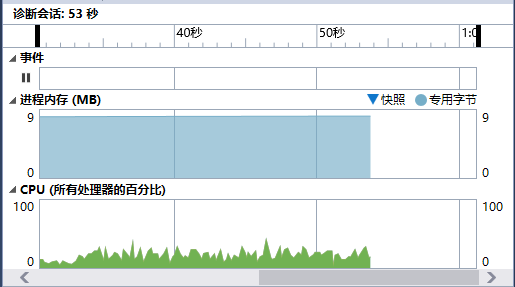 诊断会话: 53 秒
40秒 50秒 1:0
事件
进程内存 (MB) 快照 专用字节
9 9
0 0
CPU (所有处理器的百分比)
100 100
0 0